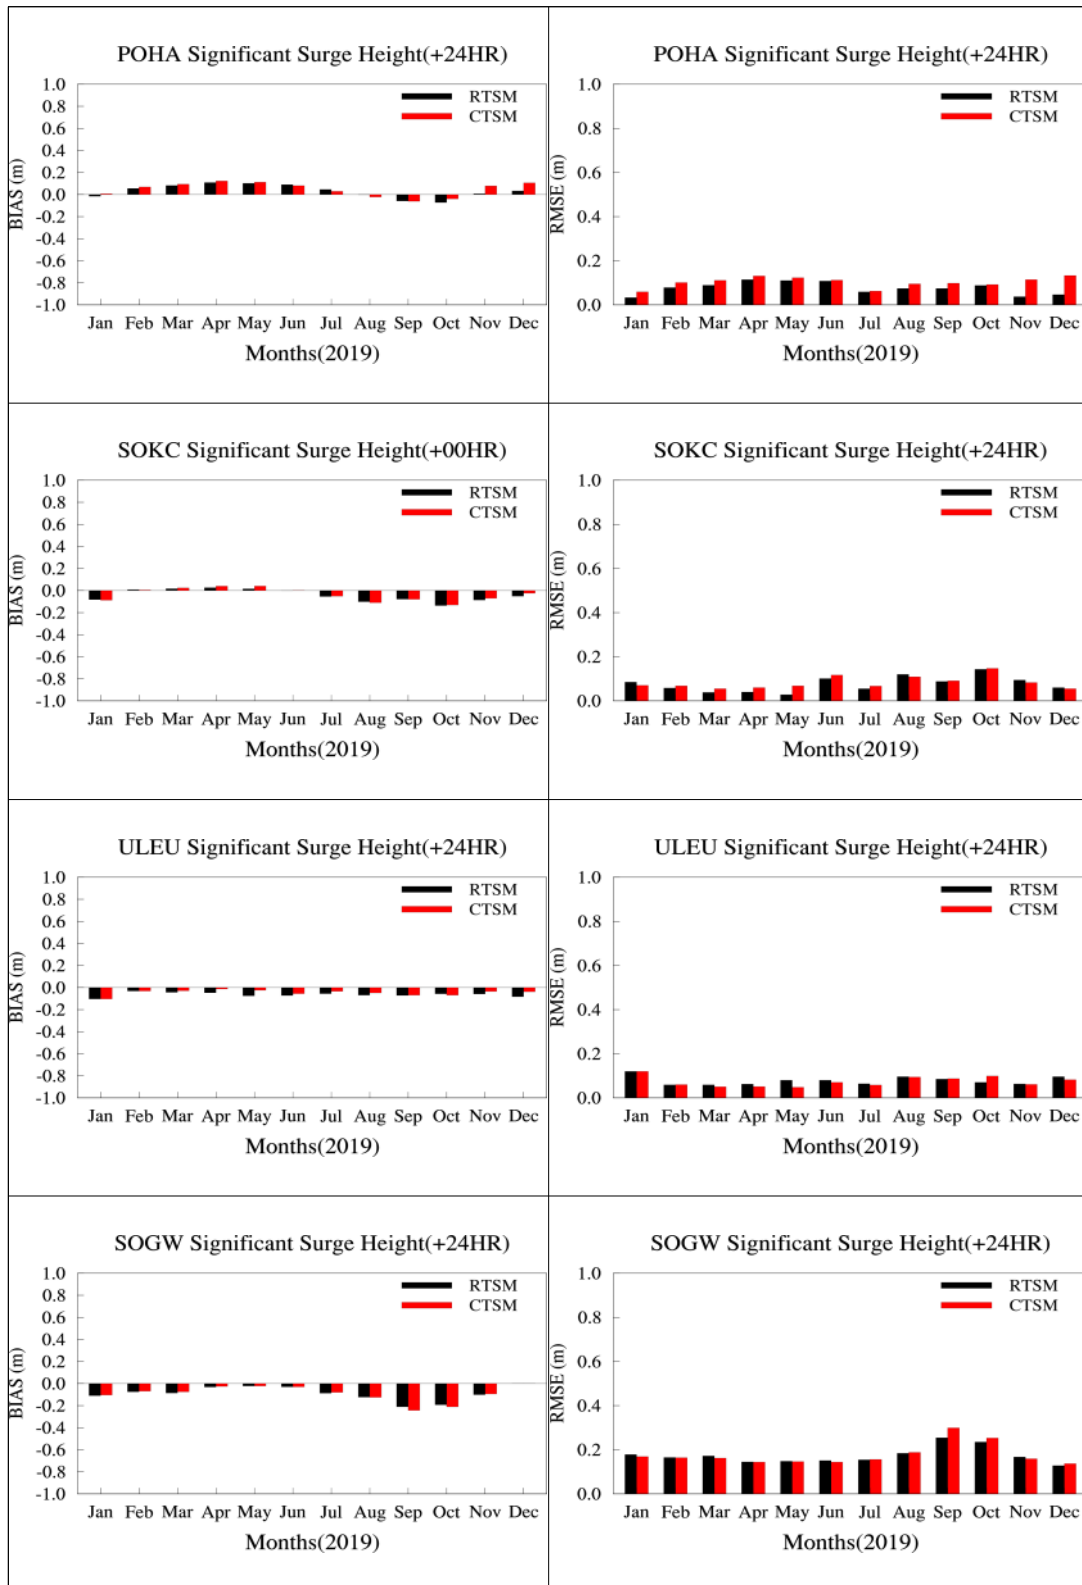 POHA Significant Surge Height(+24HR)
1.0
0.8
0.6
0.4
0.2
0.0
-0.2
-0.4
-0.6
-0.8
-1.0
BIAS (m)
RTSM
CTSM
Jan Feb Mar Apr May Jun Jul Aug Sep Oct Nov Dec
Months(2019)
POHA Significant Surge Height(+24HR)
1.0
0.8
0.6
0.4
0.2
0.0
RMSE (m)
RTSM
CTSM
Jan Feb Mar Apr May Jun Jul Aug Sep Oct Nov Dec
Months(2019)
SOKC Significant Surge Height(+00HR)
1.0
0.8
0.6
0.4
0.2
0.0
-0.2
-0.4
-0.6
-0.8
-1.0
BIAS (m)
RTSM
CTSM
Jan Feb Mar Apr May Jun Jul Aug Sep Oct Nov Dec
Months(2019)
SOKC Significant Surge Height(+24HR)
1.0
0.8
0.6
0.4
0.2
0.0
RMSE (m)
RTSM
CTSM
Jan Feb Mar Apr May Jun Jul Aug Sep Oct Nov Dec
Months(2019)
ULEU Significant Surge Height(+24HR)
1.0
0.8
0.6
0.4
0.2
0.0
-0.2
-0.4
-0.6
-0.8
-1.0
BIAS (m)
RTSM
CTSM
Jan Feb Mar Apr May Jun Jul Aug Sep Oct Nov Dec
Months(2019)
ULEU Significant Surge Height(+24HR)
1.0
0.8
0.6
0.4
0.2
0.0
RMSE (m)
RTSM
CTSM
Jan Feb Mar Apr May Jun Jul Aug Sep Oct Nov Dec
Months(2019)
SOGW Significant Surge Height(+24HR)
1.0
0.8
0.6
0.4
0.2
0.0
-0.2
-0.4
-0.6
-0.8
-1.0
BIAS (m)
RTSM
CTSM
Jan Feb Mar Apr May Jun Jul Aug Sep Oct Nov Dec
Months(2019)
SOGW Significant Surge Height(+24HR)
1.0
0.8
0.6
0.4
0.2
0.0
RMSE (m)
RTSM
CTSM
Jan Feb Mar Apr May Jun Jul Aug Sep Oct Nov Dec
Months(2019)